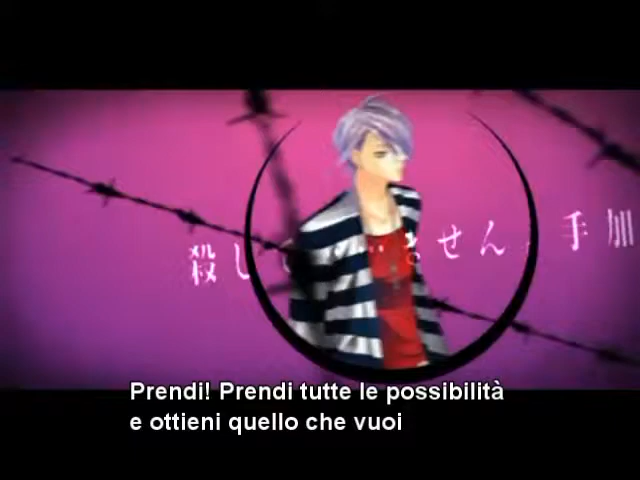 殺し
せん。手加
Prendi! Prendi tutte le possibilità
e ottieni quello che vuoi